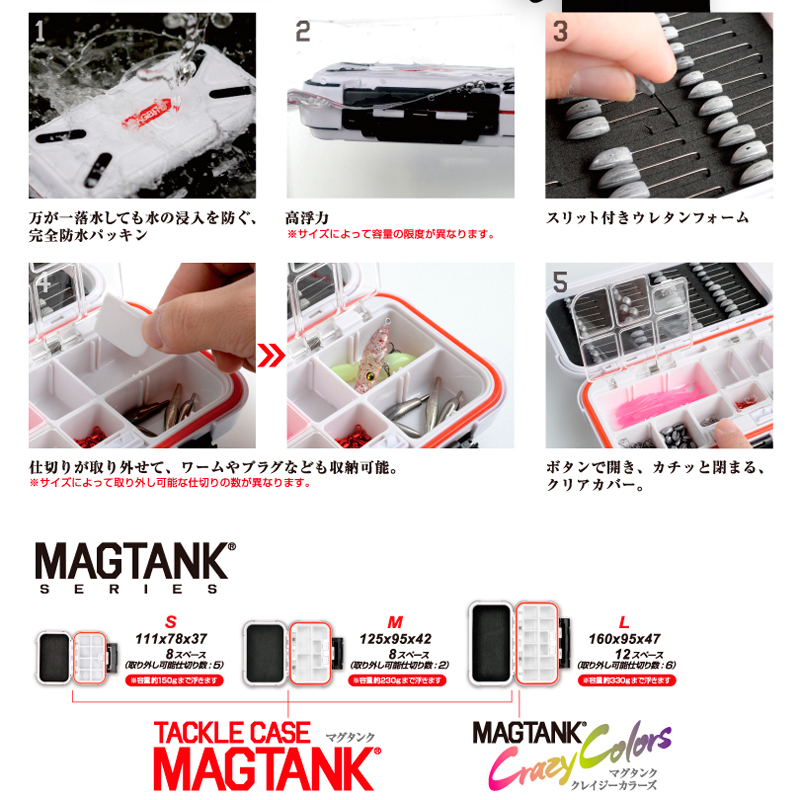 1
万が一落水しても水の浸入を防ぐ、
完全防水パッキン
2
高浮力
※サイズによって容量の限度が異なります。
3
スリット付きウレタンフォーム
4
仕切りが取り外せて、ワームやプラグなども収納可能。
※サイズによって取り外し可能な仕切りの数が異なります。
5
ボタンで開き、カチッと閉まる、
クリアカバー。
MAGTANK®
SERIES
S
111x78x37
8スペース
(取り外し可能仕切り数:5)
※容量約150gまで浮きます
M
125x95x42
8スペース
(取り外し可能仕切り数:2)
※容量約230gまで浮きます
L
160x95x47
12スペース
(取り外し可能仕切り数:6)
※容量約330gまで浮きます
TACKLE CASE マグタンク
MAGTANK®
MAGTANK®
Crazy Colors
マグタンク
クレイジーカラーズ